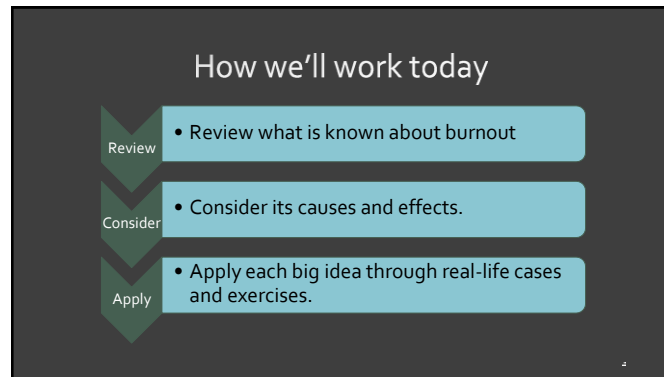 How we'll work today
Review
• Review what is known about burnout
Consider
• Consider its causes and effects.
Apply
• Apply each big idea through real-life cases
and exercises.